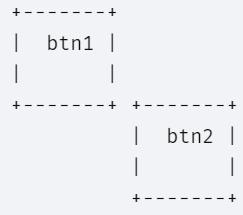 +-------+
|  btn1 |
|       |
+-------+ +-------+
          |  btn2 |
          |       |
          +-------+